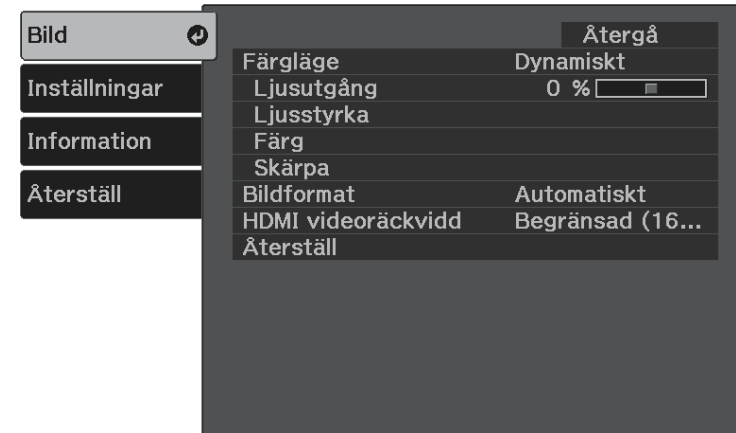 Bild
Inställningar
Information
Återställ
Återgå
Färgläge Dynamiskt
Ljusutgång 0 %
Ljusstyrka
Färg
Skärpa
Bildformat Automatiskt
HDMI videoräckvidd Begränsad (16...
Återställ